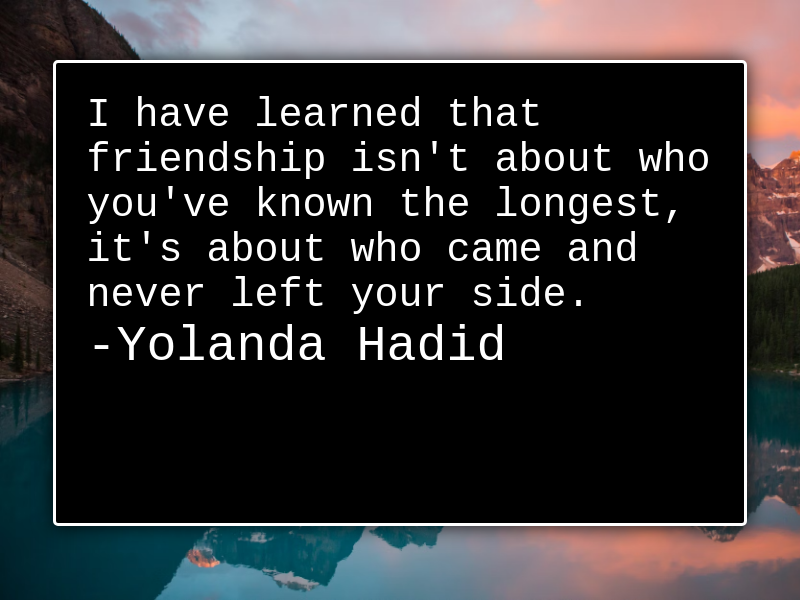 I have learned that
friendship isn't about who
you've known the longest,
it's about who came and
never left your side.
-Yolanda Hadid